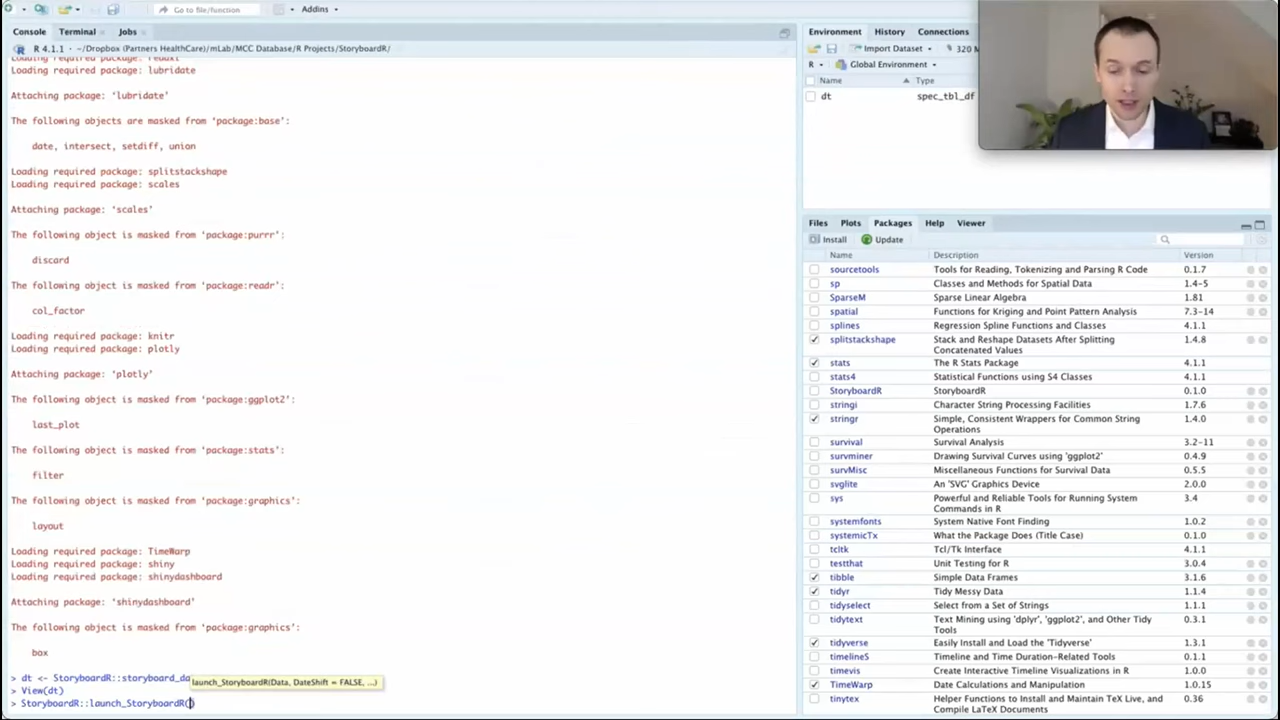 Go to file/function
Addins
Console
Terminal
Jobs
R 4.1.1 · ~/Dropbox (Partners HealthCare)/mLab/MCC Database/R Projects/StoryboardR/
Loading required package: readxl
Loading required package: lubridate
Attaching package: ‘lubridate’
The following objects are masked from ‘package:base’:
date, intersect, setdiff, union
Loading required package: splitstackshape
Loading required package: scales
Attaching package: ‘scales’
The following object is masked from ‘package:purrr’:
discard
The following object is masked from ‘package:readr’:
col_factor
Loading required package: knitr
Loading required package: plotly
Attaching package: ‘plotly’
The following object is masked from ‘package:ggplot2’:
last_plot
The following object is masked from ‘package:stats’:
filter
The following object is masked from ‘package:graphics’:
layout
Loading required package: TimeWarp
Loading required package: shiny
Loading required package: shinydashboard
Attaching package: ‘shinydashboard’
The following object is masked from ‘package:graphics’:
box
> dt <- StoryboardR::storyboard_da
launch_StoryboardR(Data, DateShift = FALSE, ...)
> View(dt)
> StoryboardR::launch_StoryboardR()
Environment
History
Connections
Import Dataset
320 M
R
Global Environment
Name
Type
dt
spec_tbl_df
Files
Plots
Packages
Help
Viewer
Install
Update
Name
Description
Version
sourcetools Tools for Reading, Tokenizing and Parsing R Code 0.1.7
sp Classes and Methods for Spatial Data 1.4-5
SparseM Sparse Linear Algebra 1.81
spatial Functions for Kriging and Point Pattern Analysis 7.3-14
splines Regression Spline Functions and Classes 4.1.1
splitstackshape Stack and Reshape Datasets After Splitting 1.4.8
Concatenated Values
stats The R Stats Package 4.1.1
stats4 Statistical Functions using S4 Classes 4.1.1
StoryboardR StoryboardR 0.1.0
stringi Character String Processing Facilities 1.7.6
stringr Simple, Consistent Wrappers for Common String 1.4.0
Operations
survival Survival Analysis 3.2-11
survminer Drawing Survival Curves using 'ggplot2' 0.4.9
survMisc Miscellaneous Functions for Survival Data 0.5.5
svglite An 'SVG' Graphics Device 2.0.0
sys Powerful and Reliable Tools for Running System 3.4
Commands in R
systemfonts System Native Font Finding 1.0.2
systemicTx What the Package Does (Title Case) 0.1.0
tcltk Tcl/Tk Interface 4.1.1
testthat Unit Testing for R 3.0.4
tibble Simple Data Frames 3.1.6
tidyr Tidy Messy Data 1.1.4
tidyselect Select from a Set of Strings 1.1.1
tidytext Text Mining using 'dplyr', 'ggplot2', and Other Tidy 0.3.1
Tools
tidyverse Easily Install and Load the 'Tidyverse' 1.3.1
timelineS Timeline and Time Duration-Related Tools 0.1.1
timevis Create Interactive Timeline Visualizations in R 1.0.0
TimeWarp Date Calculations and Manipulation 1.0.15
tinytex Helper Functions to Install and Maintain TeX Live, and 0.36
Compile LaTeX Documents